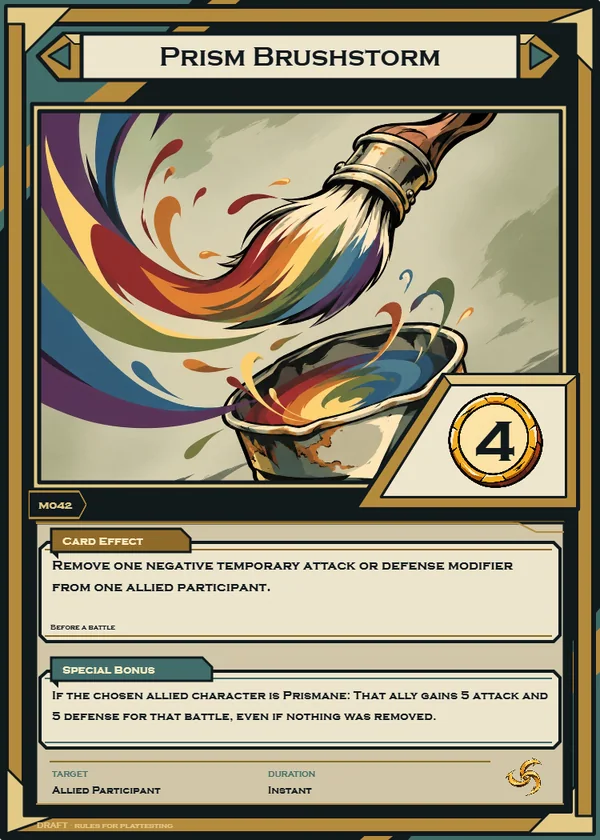 Prism Brushstorm
4
M042
Card Effect
Remove one negative temporary attack or defense modifier
from one allied participant.
Before a battle
Special Bonus
If the chosen allied character is Prismane: That ally gains 5 attack and
5 defense for that battle, even if nothing was removed.
TARGET
DURATION
Allied Participant
Instant
DRAFT · RULES FOR PLAYTESTING